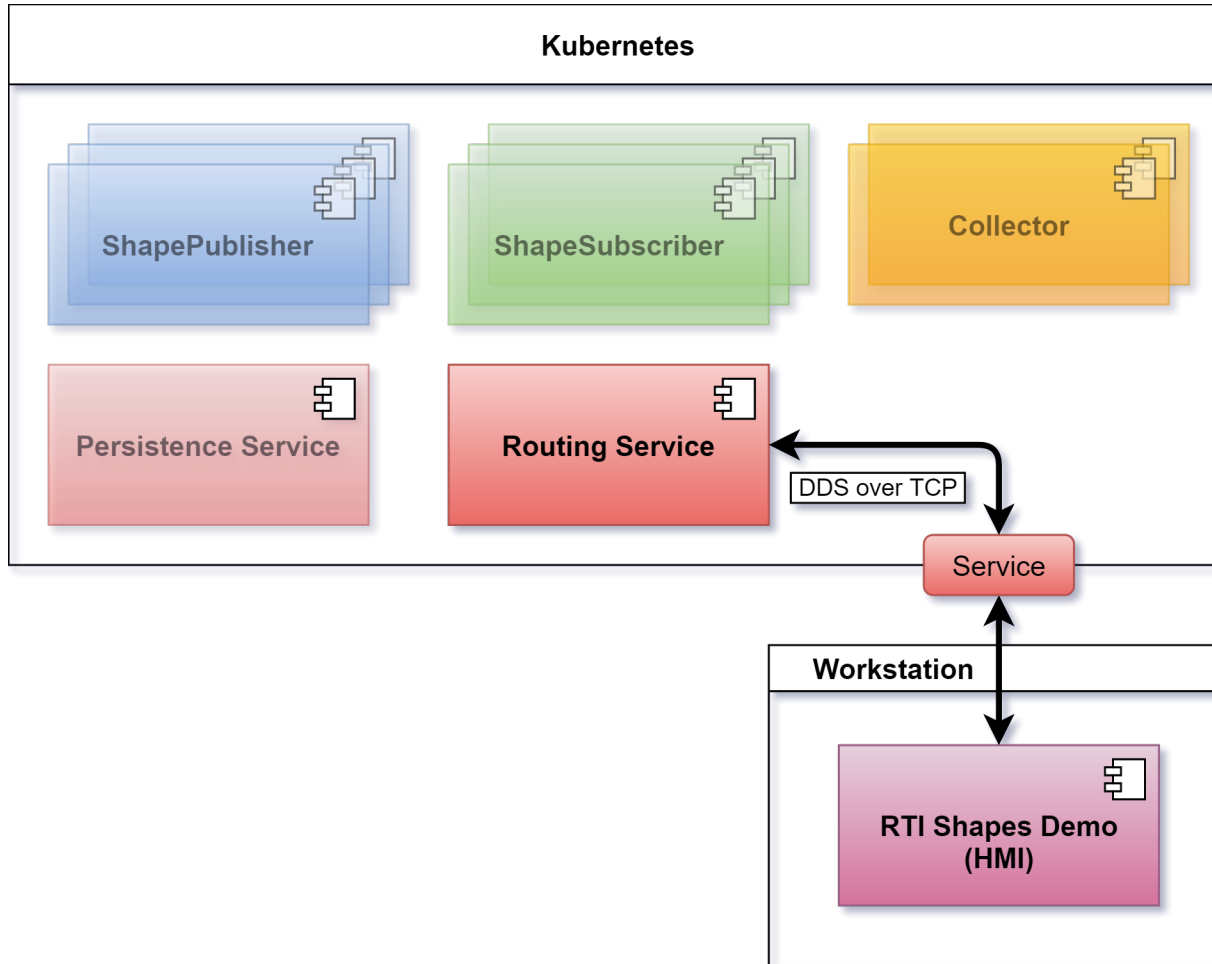 Kubernetes
ShapePublisher
ShapeSubscriber
Collector
Persistence Service
Routing Service
DDS over TCP
Service
Workstation
RTI Shapes Demo
(HMI)